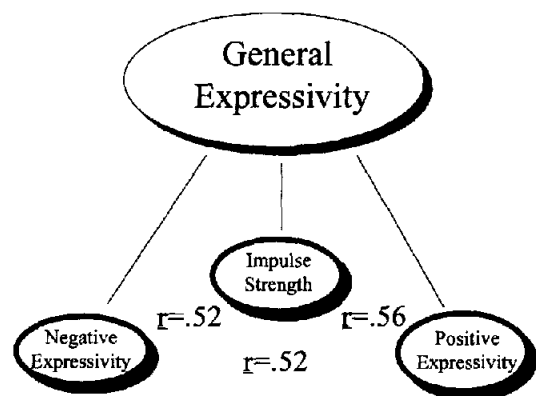 General
Expressivity
Impulse
Strength
r=.52
r=.56
Negative
Expressivity
Positive
Expressivity
r=.52